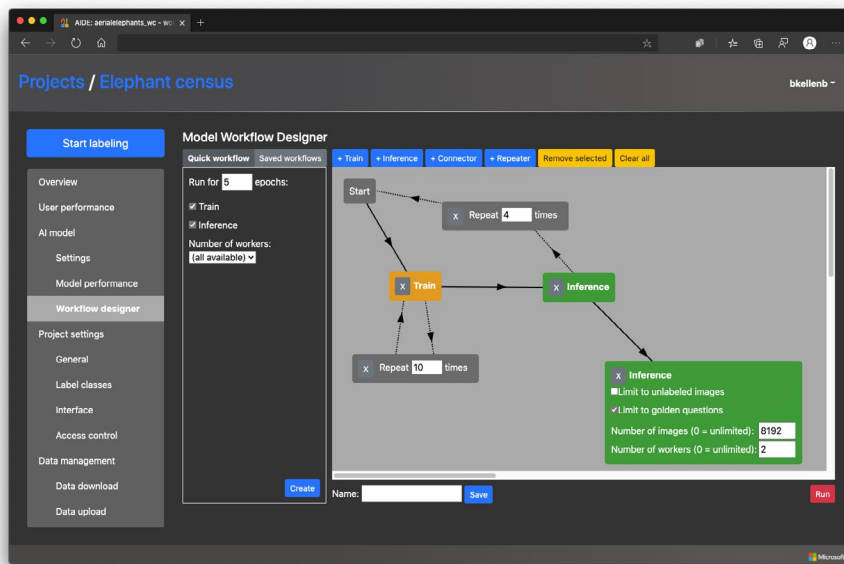 AIDE: aerialelephants_wc - wo
Projects / Elephant census
bkellenb
Start labeling
Overview
User performance
AI model
Settings
Model performance
Workflow designer
Project settings
General
Label classes
Interface
Access control
Data management
Data download
Data upload
Model Workflow Designer
Quick workflow Saved workflows
Run for 5 epochs:
Train
Inference
Number of workers:
(all available)
Create
+ Train + Inference + Connector + Repeater Remove selected Clear all
Start
X Repeat 4 times
X Train
X Inference
X Repeat 10 times
X Inference
Limit to unlabeled images
Limit to golden questions
Number of images (0 = unlimited): 8192
Number of workers (0 = unlimited): 2
Name: Save
Run
Microsoft